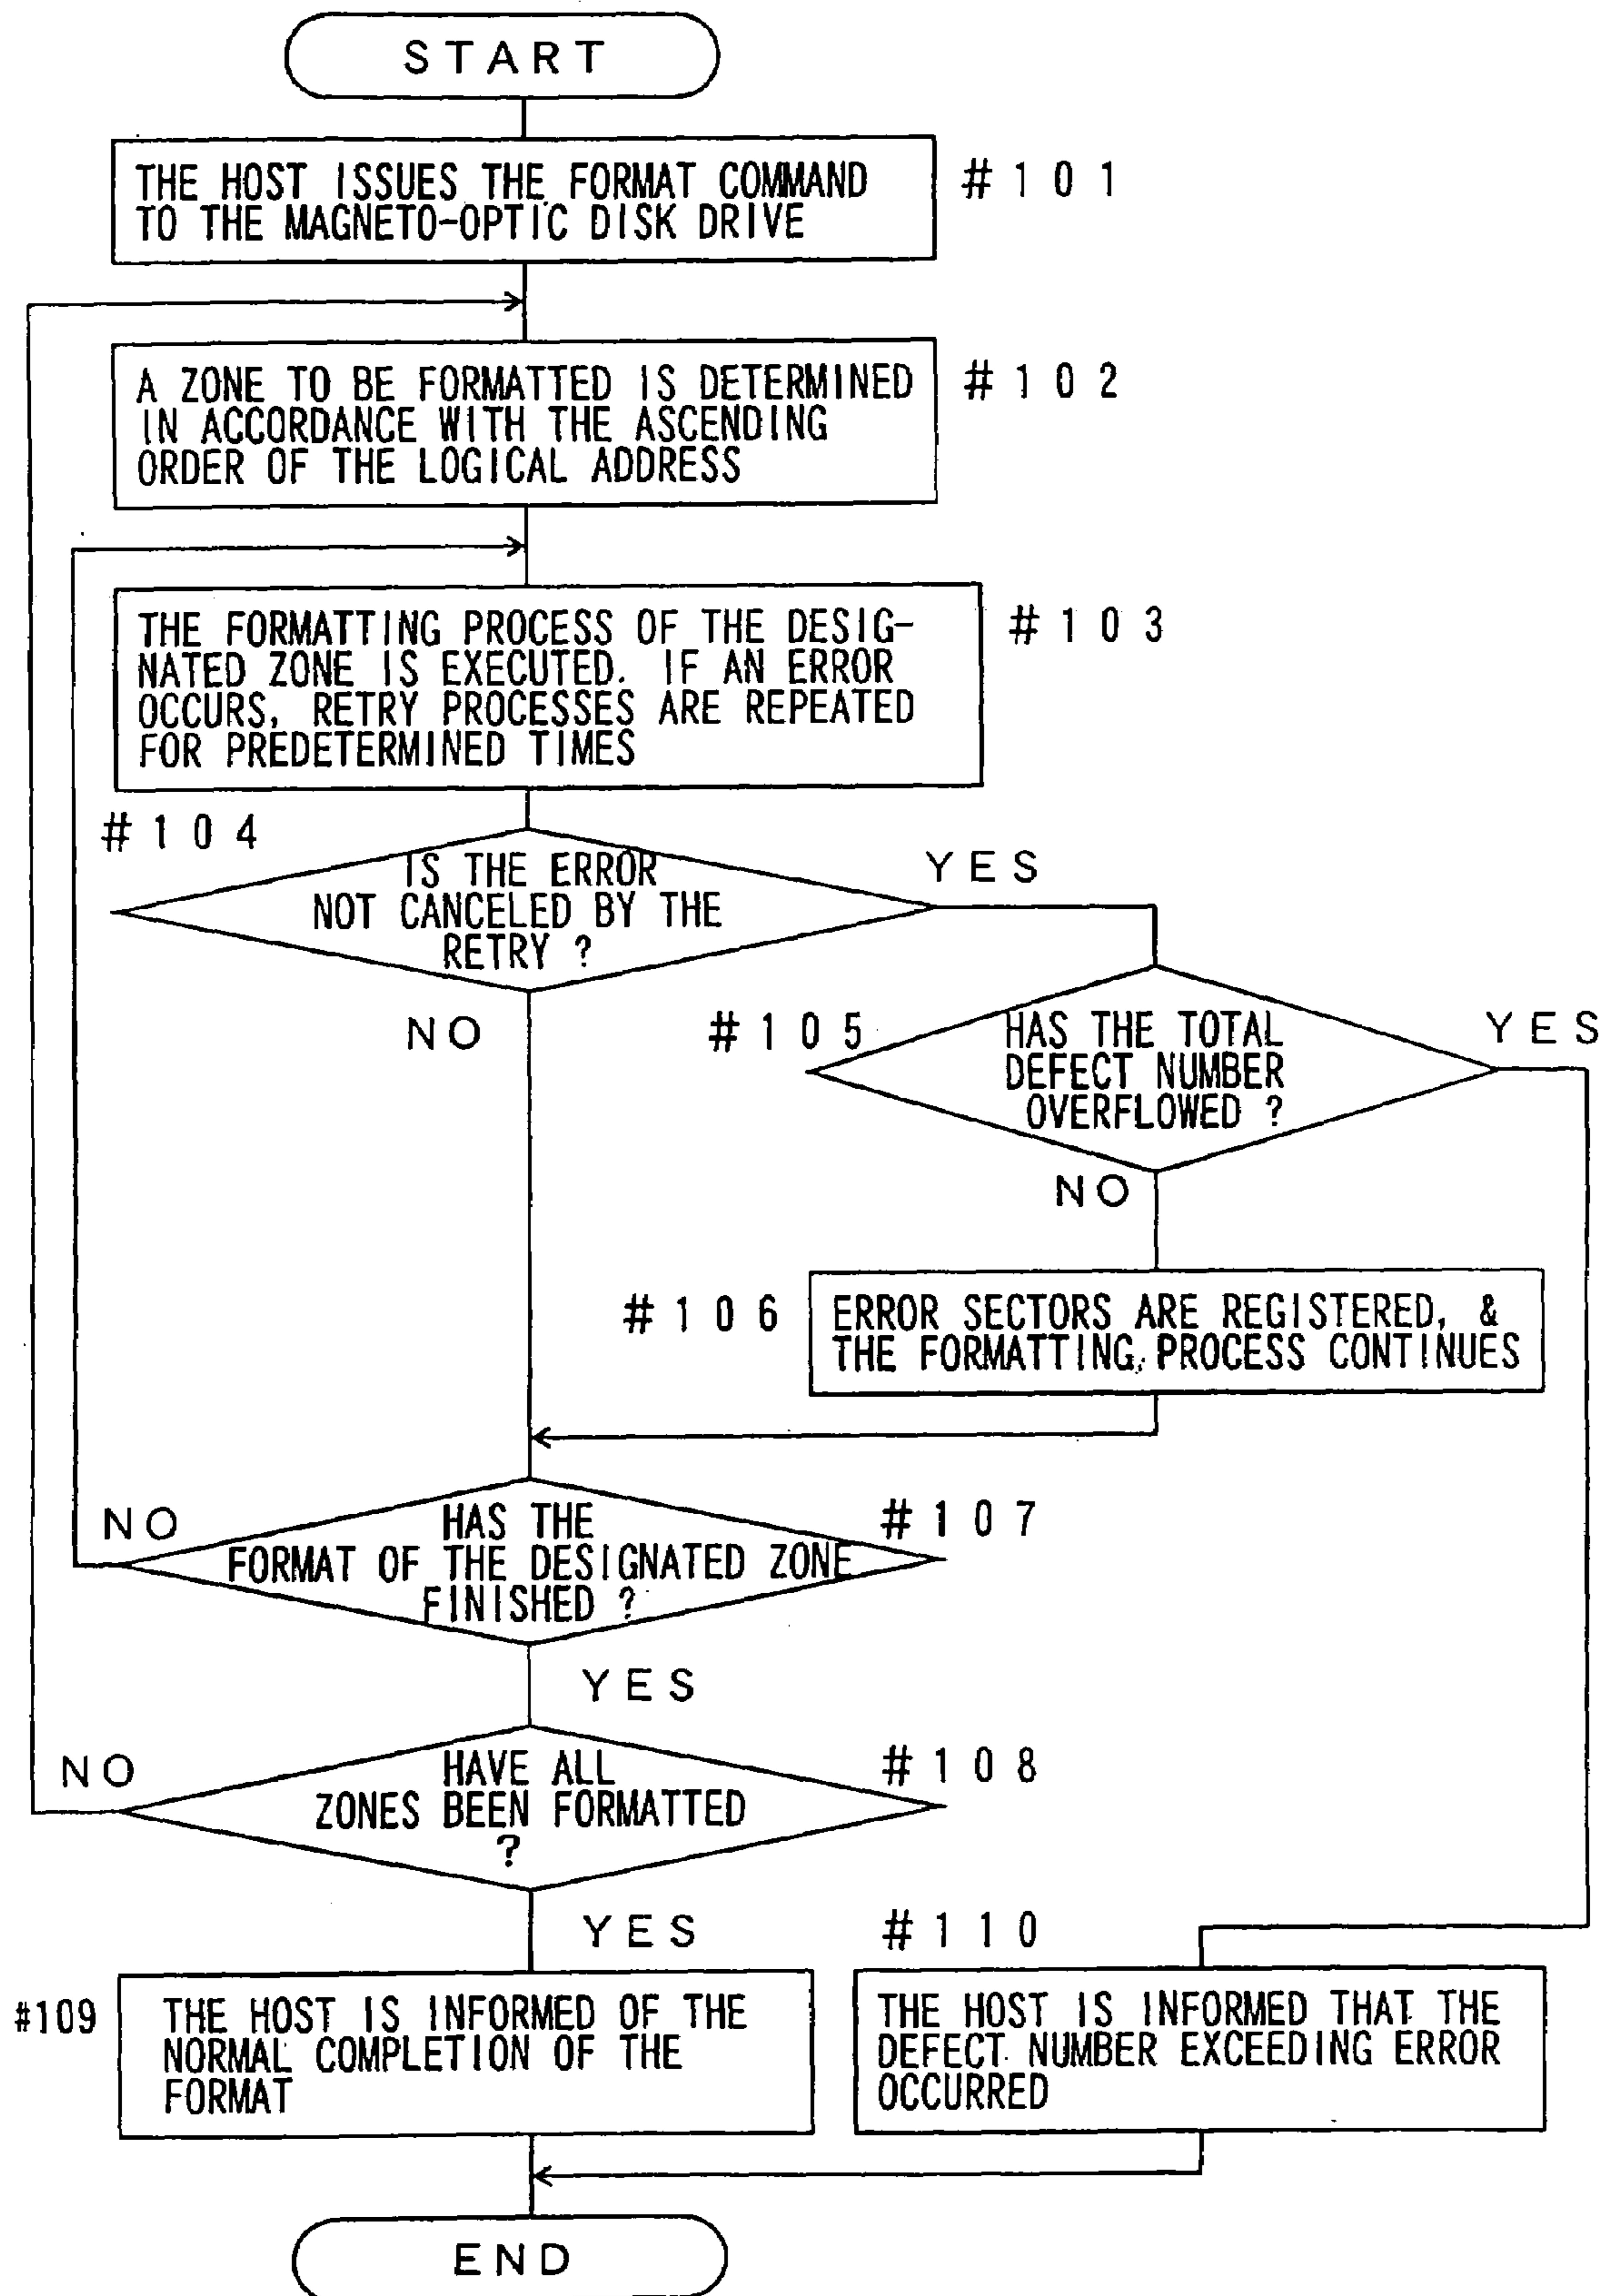 START
THE HOST ISSUES THE FORMAT COMMAND
TO THE MAGNETO-OPTIC DISK DRIVE
#101
A ZONE TO BE FORMATTED IS DETERMINED
IN ACCORDANCE WITH THE ASCENDING
ORDER OF THE LOGICAL ADDRESS
#102
THE FORMATTING PROCESS OF THE DESIG-
NATED ZONE IS EXECUTED. IF AN ERROR
OCCURS, RETRY PROCESSES ARE REPEATED
FOR PREDETERMINED TIMES
#103
#104
IS THE ERROR
NOT CANCELED BY THE
RETRY ?
YES
NO
#105
HAS THE TOTAL
DEFECT NUMBER
OVERFLOWED ?
YES
NO
#106
ERROR SECTORS ARE REGISTERED, &
THE FORMATTING PROCESS CONTINUES
NO
HAS THE
FORMAT OF THE DESIGNATED ZONE
FINISHED ?
#107
YES
NO
HAVE ALL
ZONES BEEN FORMATTED
?
#108
YES
#110
#109
THE HOST IS INFORMED OF THE
NORMAL COMPLETION OF THE
FORMAT
THE HOST IS INFORMED THAT THE
DEFECT NUMBER EXCEEDING ERROR
OCCURRED
END